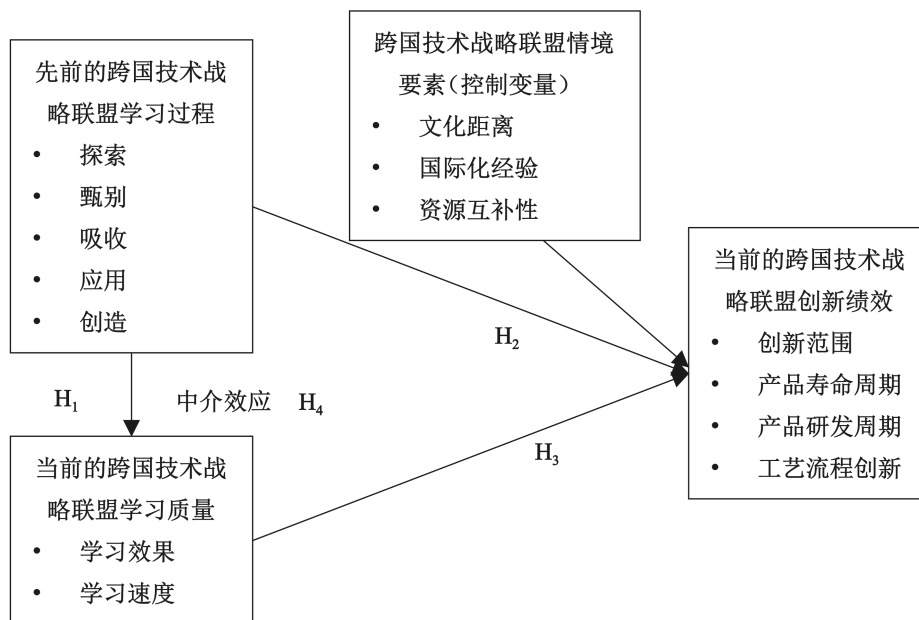 先前的跨国技术战
略联盟学习过程
• 探索
• 甄别
• 吸收
• 应用
• 创造
跨国技术战略联盟情境
要素(控制变量)
• 文化距离
• 国际化经验
• 资源互补性
当前的跨国技术战
略联盟创新绩效
• 创新范围
• 产品寿命周期
• 产品研发周期
• 工艺流程创新
H₂
H₁
中介效应 H₄
H₃
当前的跨国技术战
略联盟学习质量
• 学习效果
• 学习速度